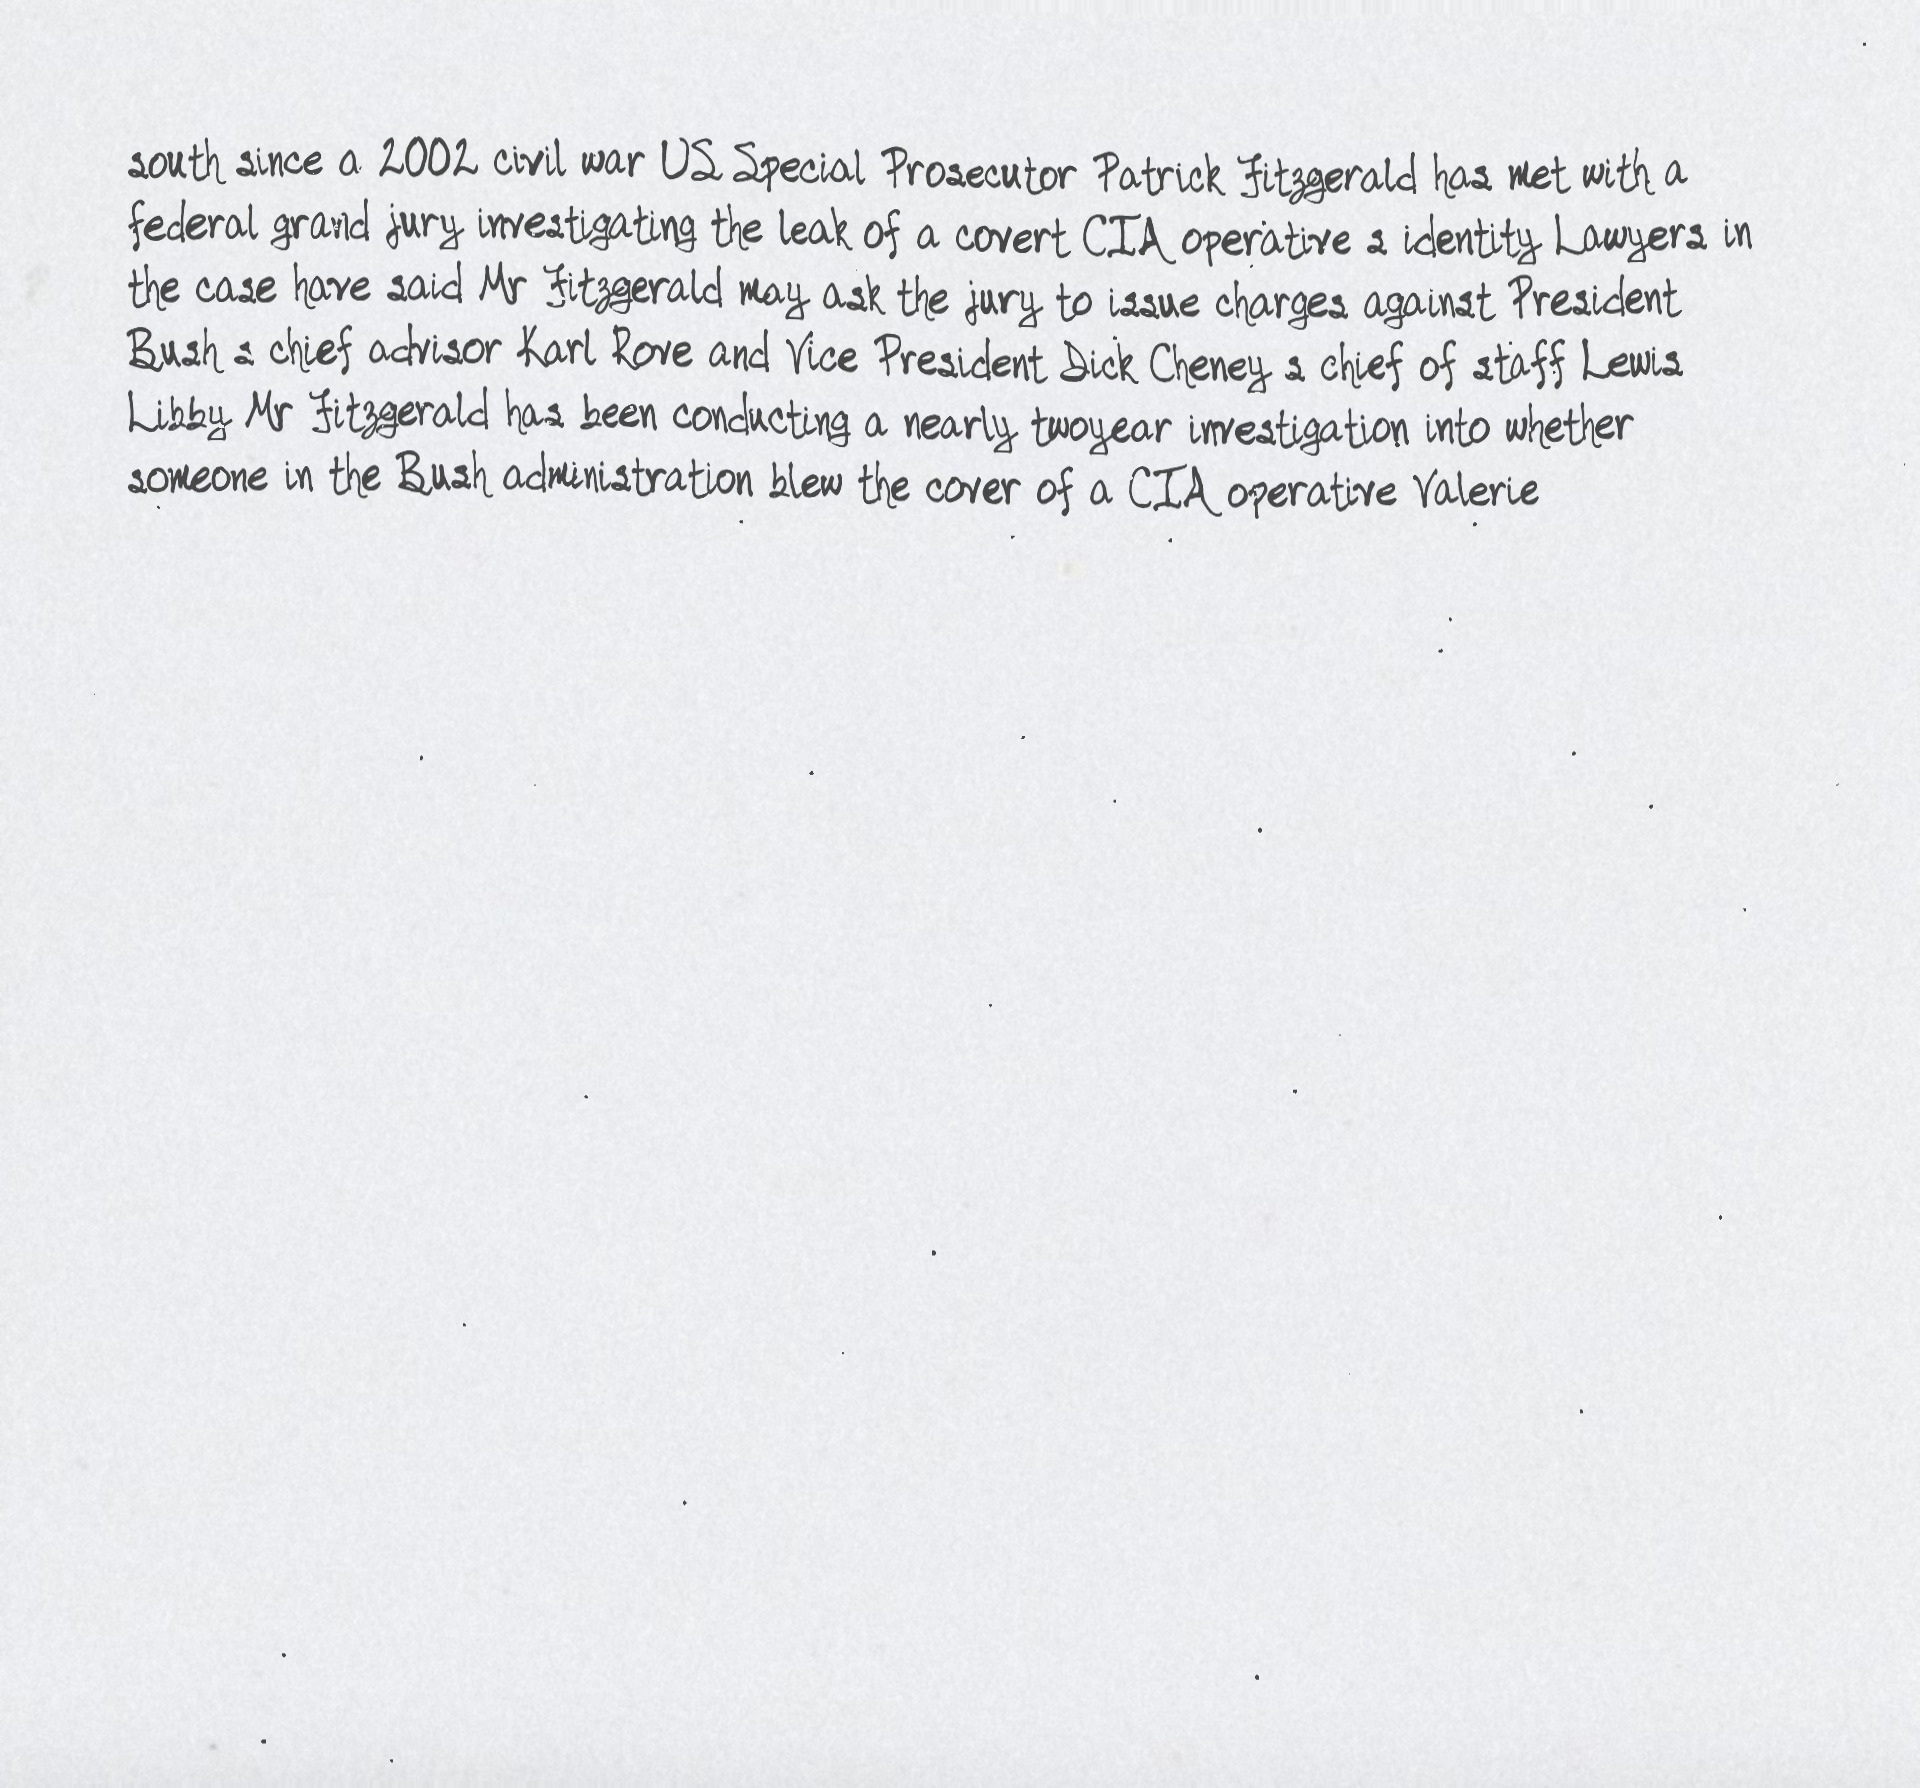 south since a 2002 civil war US Special Prosecutor Patrick Fitzgerald has met with a
federal grand jury investigating the leak of a covert CIA operative s identity Lawyers in
the case have said Mr Fitzgerald may ask the jury to issue charges against President
Bush s chief advisor Karl Rove and Vice President Dick Cheney s chief of staff Lewis
Libby Mr Fitzgerald has been conducting a nearly twoyear investigation into whether
someone in the Bush administration blew the cover of a CIA operative Valerie